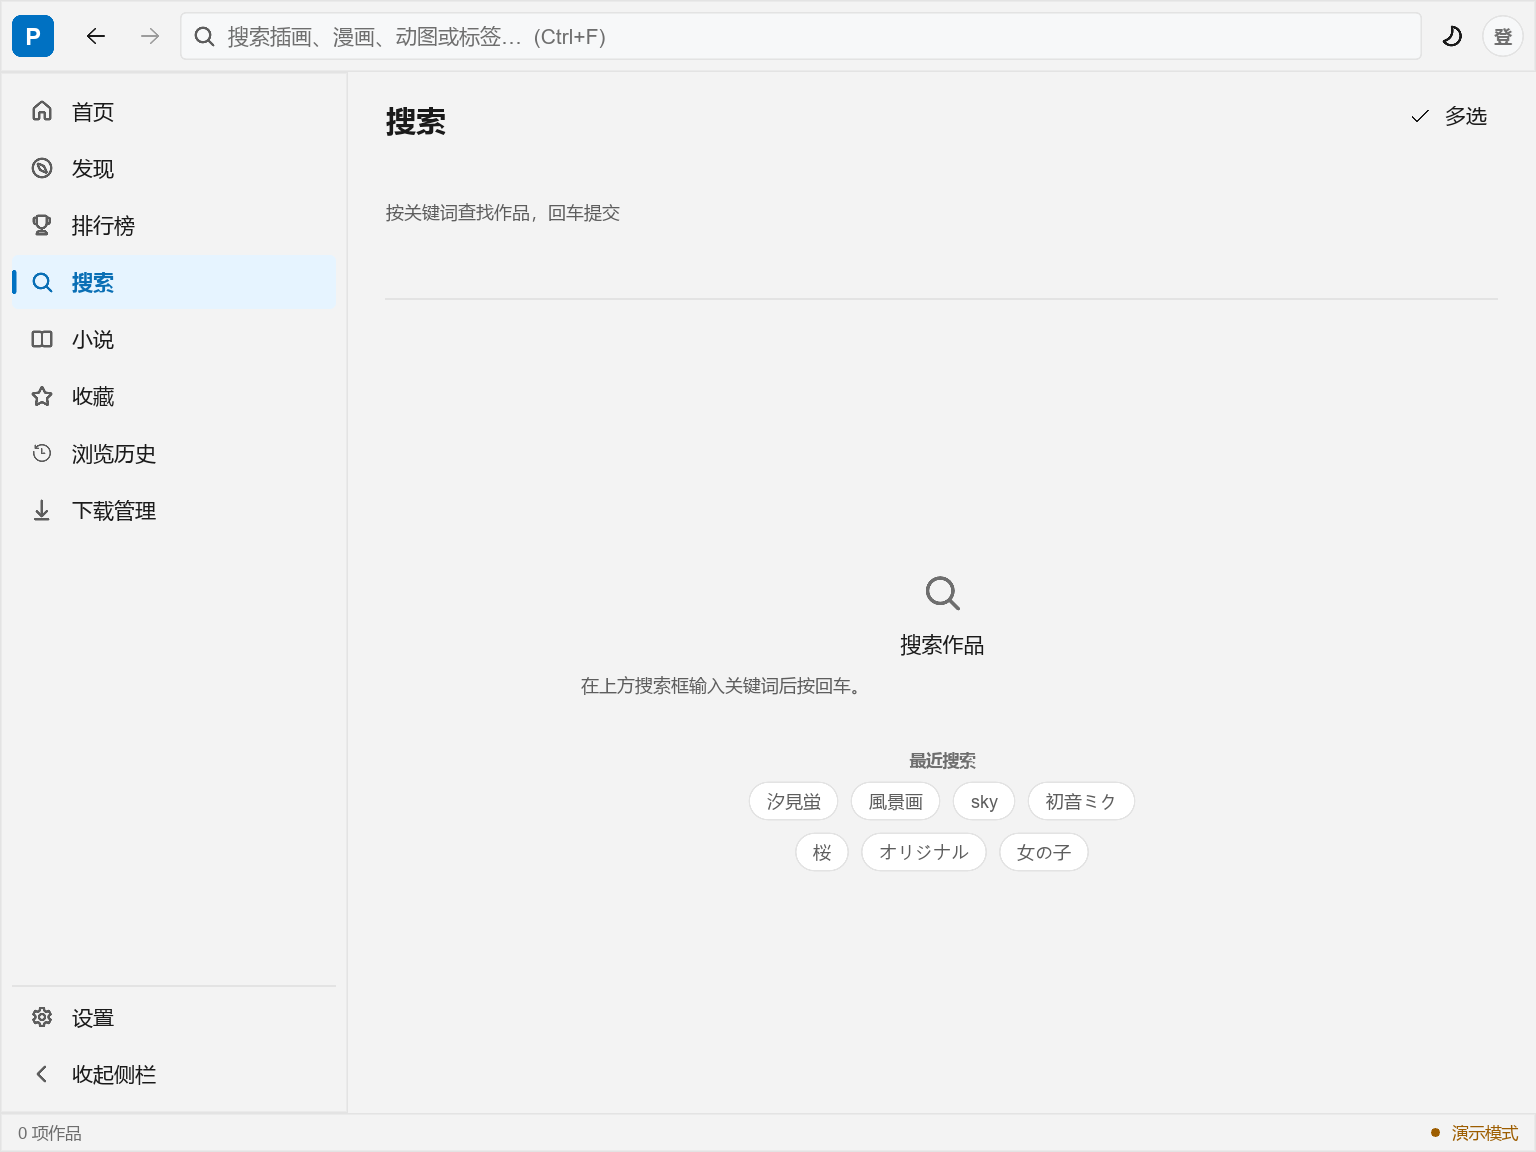 P
搜索插画、漫画、动图或标签… (Ctrl+F)
登
首页
发现
排行榜
搜索
小说
收藏
浏览历史
下载管理
设置
收起侧栏
搜索
多选
按关键词查找作品，回车提交
搜索作品
在上方搜索框输入关键词后按回车。
最近搜索
汐見蛍 風景画 sky 初音ミク
桜 オリジナル 女の子
0 项作品
演示模式